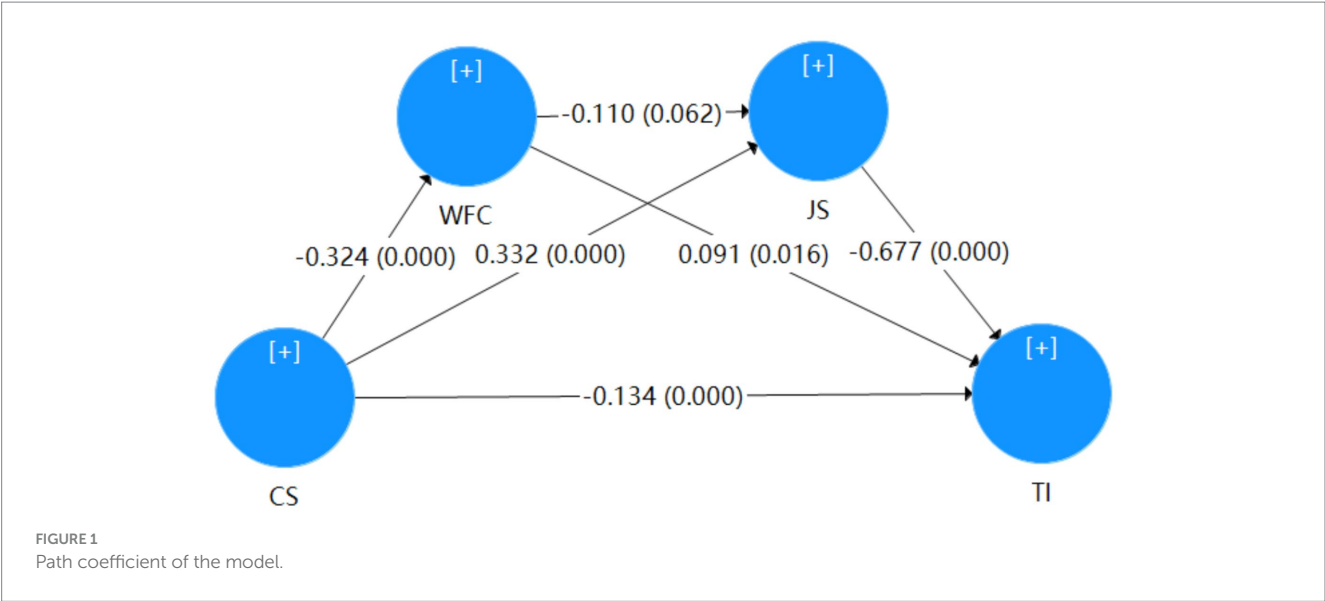 [+]
[+]
-0.110 (0.062)
WFC
JS
-0.324 (0.000)
0.332 (0.000)
0.091 (0.016)
-0.677 (0.000)
[+]
[+]
-0.134 (0.000)
CS
TI
FIGURE 1
Path coefficient of the model.